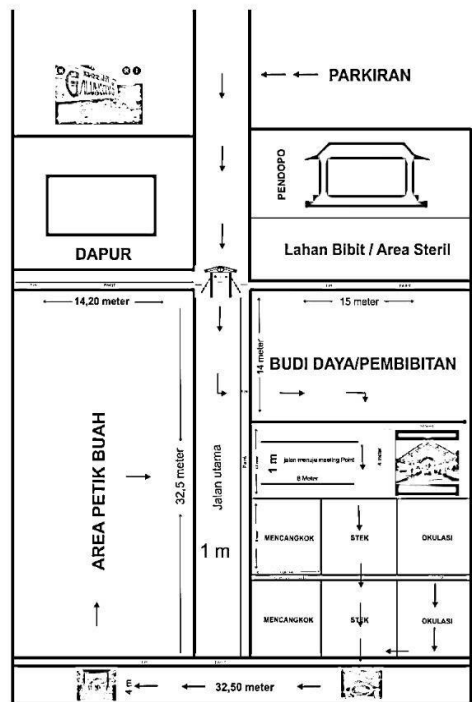 PARKIRAN
PENDOPO
DAPUR
Lahan Bibit / Area Steril
14,20 meter
15 meter
14 meter
BUDI DAYA/PEMBIBITAN
AREA PETIK BUAH
32,5 meter
Jalan utama
1 m
1 m
jalan menuju meeting Point
8 Meter
MENCANGKOK
STEK
OKULASI
MENCANGKOK
STEK
OKULASI
32,50 meter